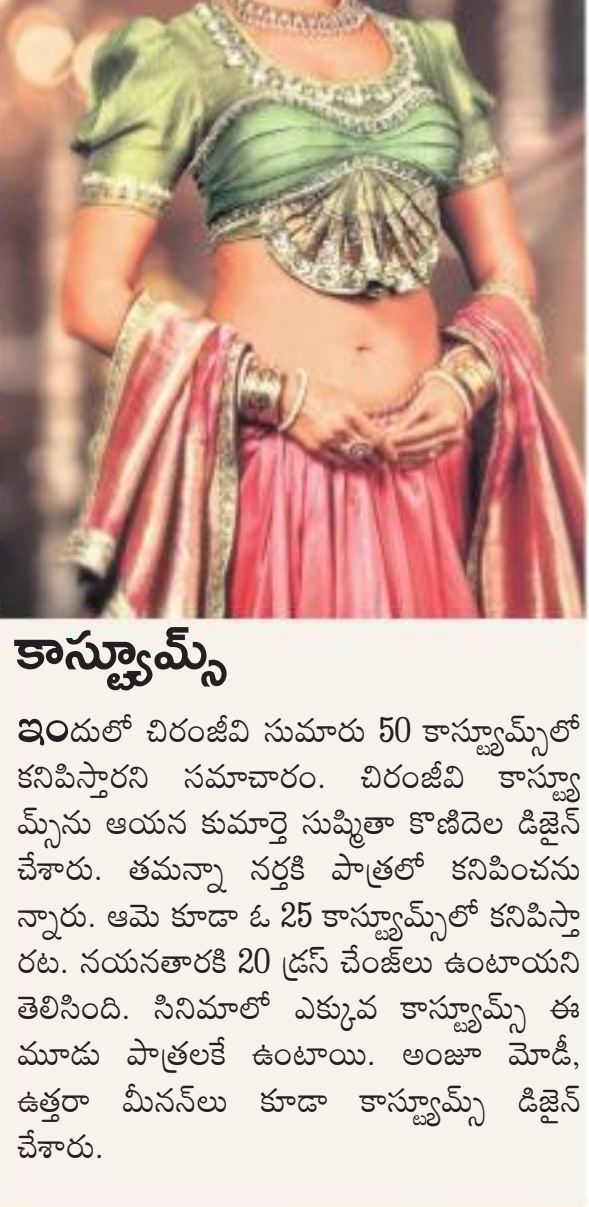 కాస్ట్యూమ్స్
ఇందులో చిరంజీవి సుమారు 50 కాస్ట్యూమ్స్‌లో
కనిపిస్తారని సమాచారం. చిరంజీవి కాస్ట్యూ
మ్స్‌ను ఆయన కుమార్తె సుష్మితా కొణిదెల డిజైన్
చేశారు. తమన్నా నర్తకి పాత్రలో కనిపించను
న్నారు. ఆమె కూడా ఓ 25 కాస్ట్యూమ్స్‌లో కనిపిస్తా
రట. నయనతారకి 20 డ్రస్ చేంజ్‌లు ఉంటాయని
తెలిసింది. సినిమాలో ఎక్కువ కాస్ట్యూమ్స్ ఈ
మూడు పాత్రలకే ఉంటాయి. అంజూ మోడీ,
ఉత్తరా మీనన్‌లు కూడా కాస్ట్యూమ్స్ డిజైన్
చేశారు.